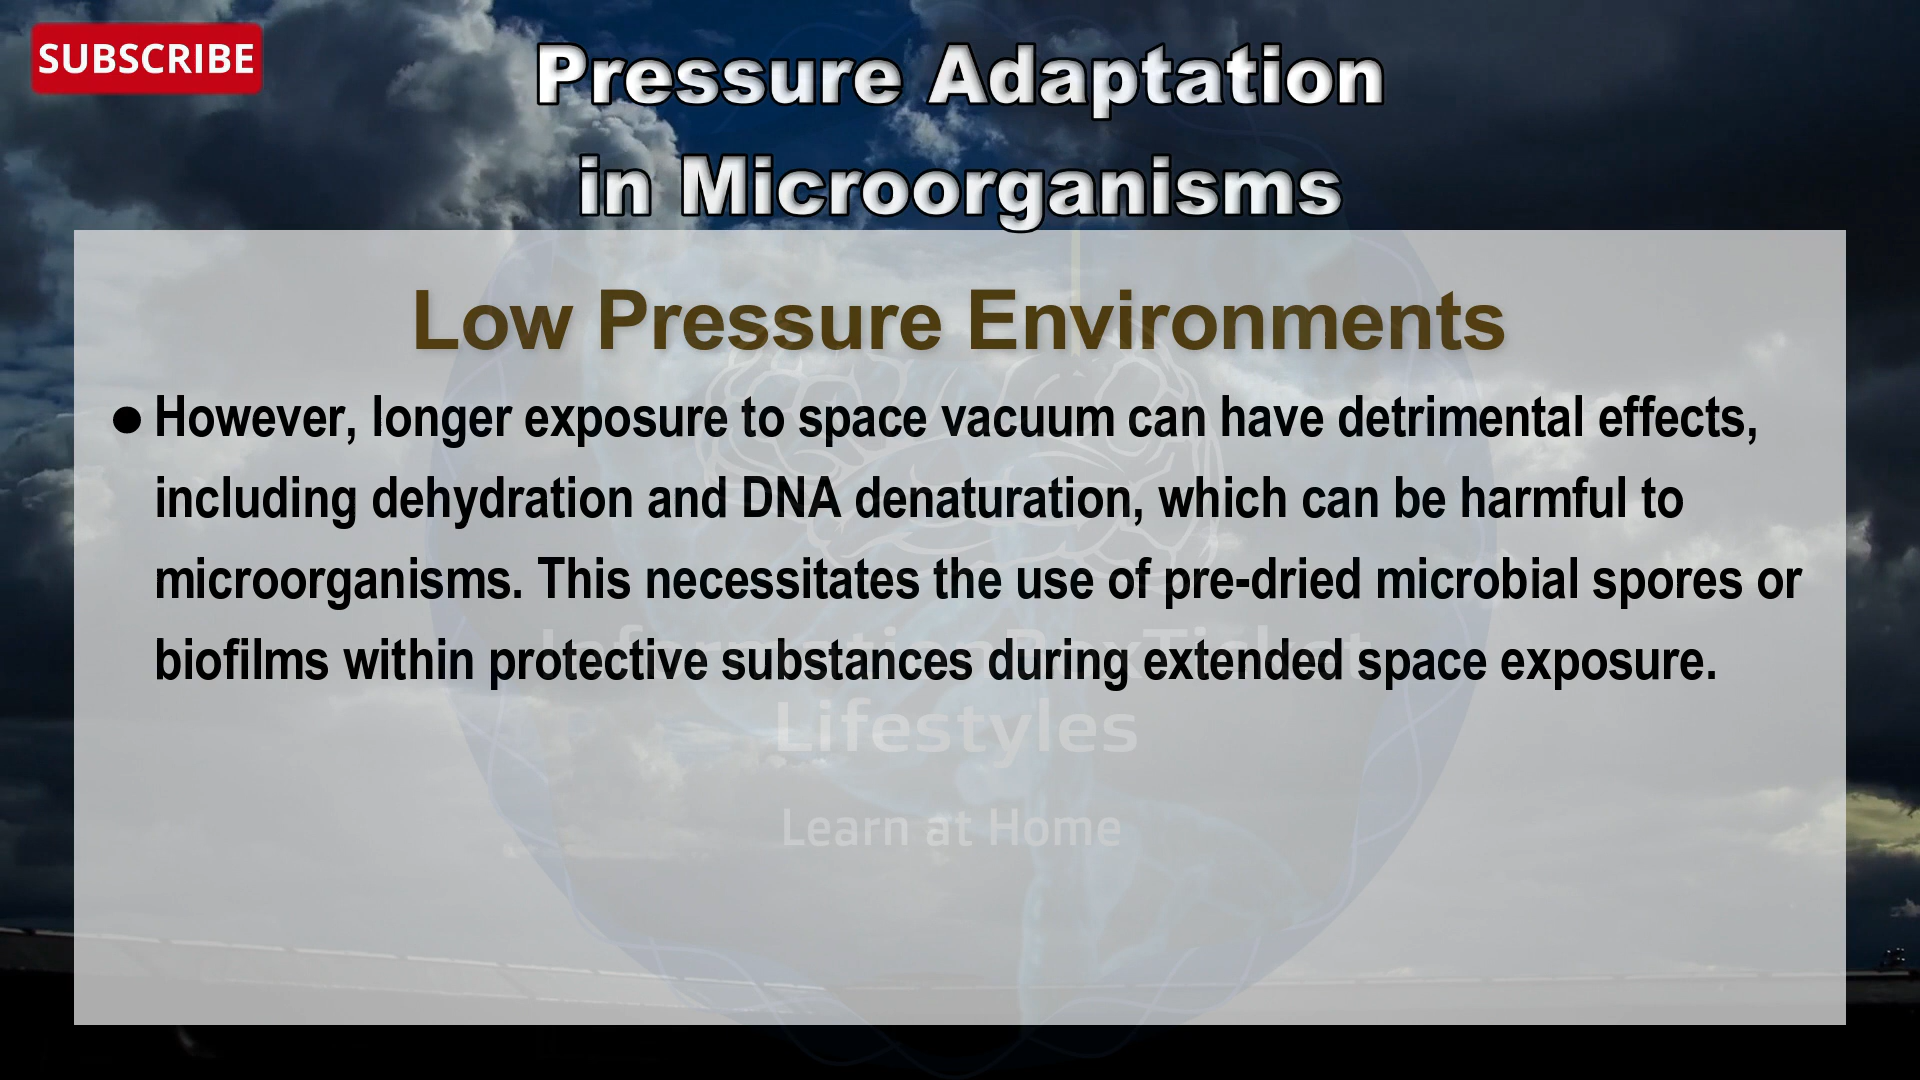 SUBSCRIBE
Pressure Adaptation
in Microorganisms
Low Pressure Environments
● However, longer exposure to space vacuum can have detrimental effects,
including dehydration and DNA denaturation, which can be harmful to
microorganisms. This necessitates the use of pre-dried microbial spores or
biofilms within protective substances during extended space exposure.
InformationBoxTicket
Lifestyles
Learn at Home